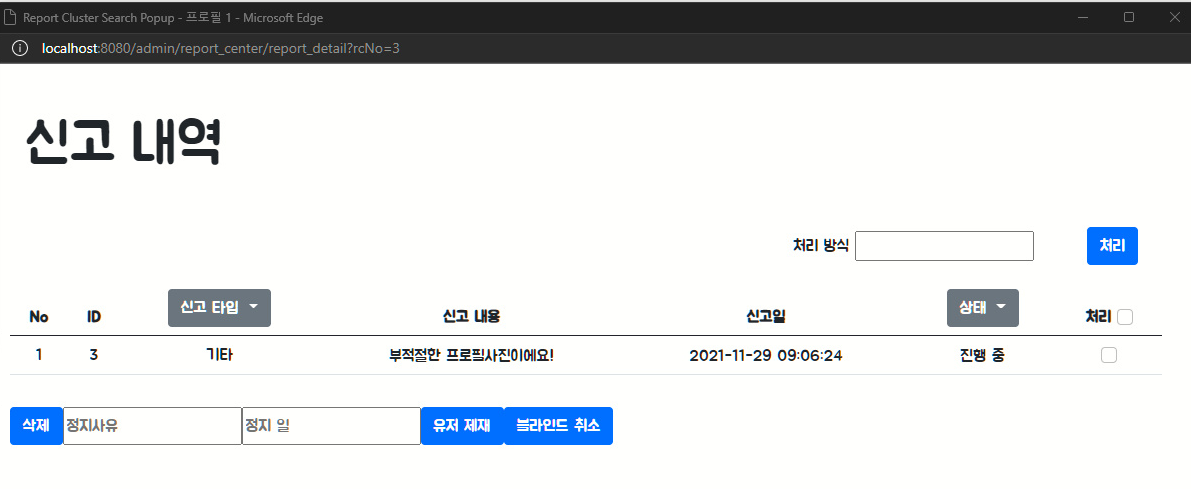 Report Cluster Search Popup - 프로필 1 - Microsoft Edge
localhost:8080/admin/report_center/report_detail?rcNo=3
신고 내역
처리 방식 처리
No ID 신고 타입 신고 내용 신고일 상태 처리
1 3 기타 부적절한 프로필사진이에요! 2021-11-29 09:06:24 진행 중
삭제 정지사유 정지 일 유저 제재 블라인드 취소